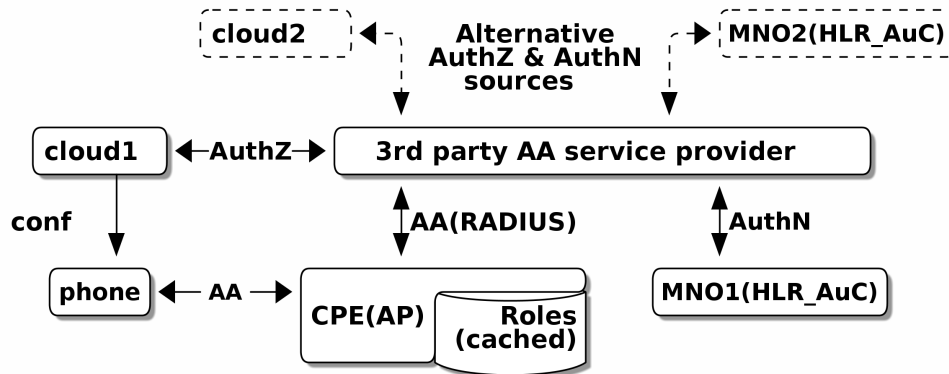 cloud2
Alternative
AuthZ & AuthN
sources
MNO2(HLR_AuC)
cloud1
AuthZ
3rd party AA service provider
conf
AA(RADIUS)
AuthN
phone
AA
CPE(AP)
Roles
(cached)
MNO1(HLR_AuC)